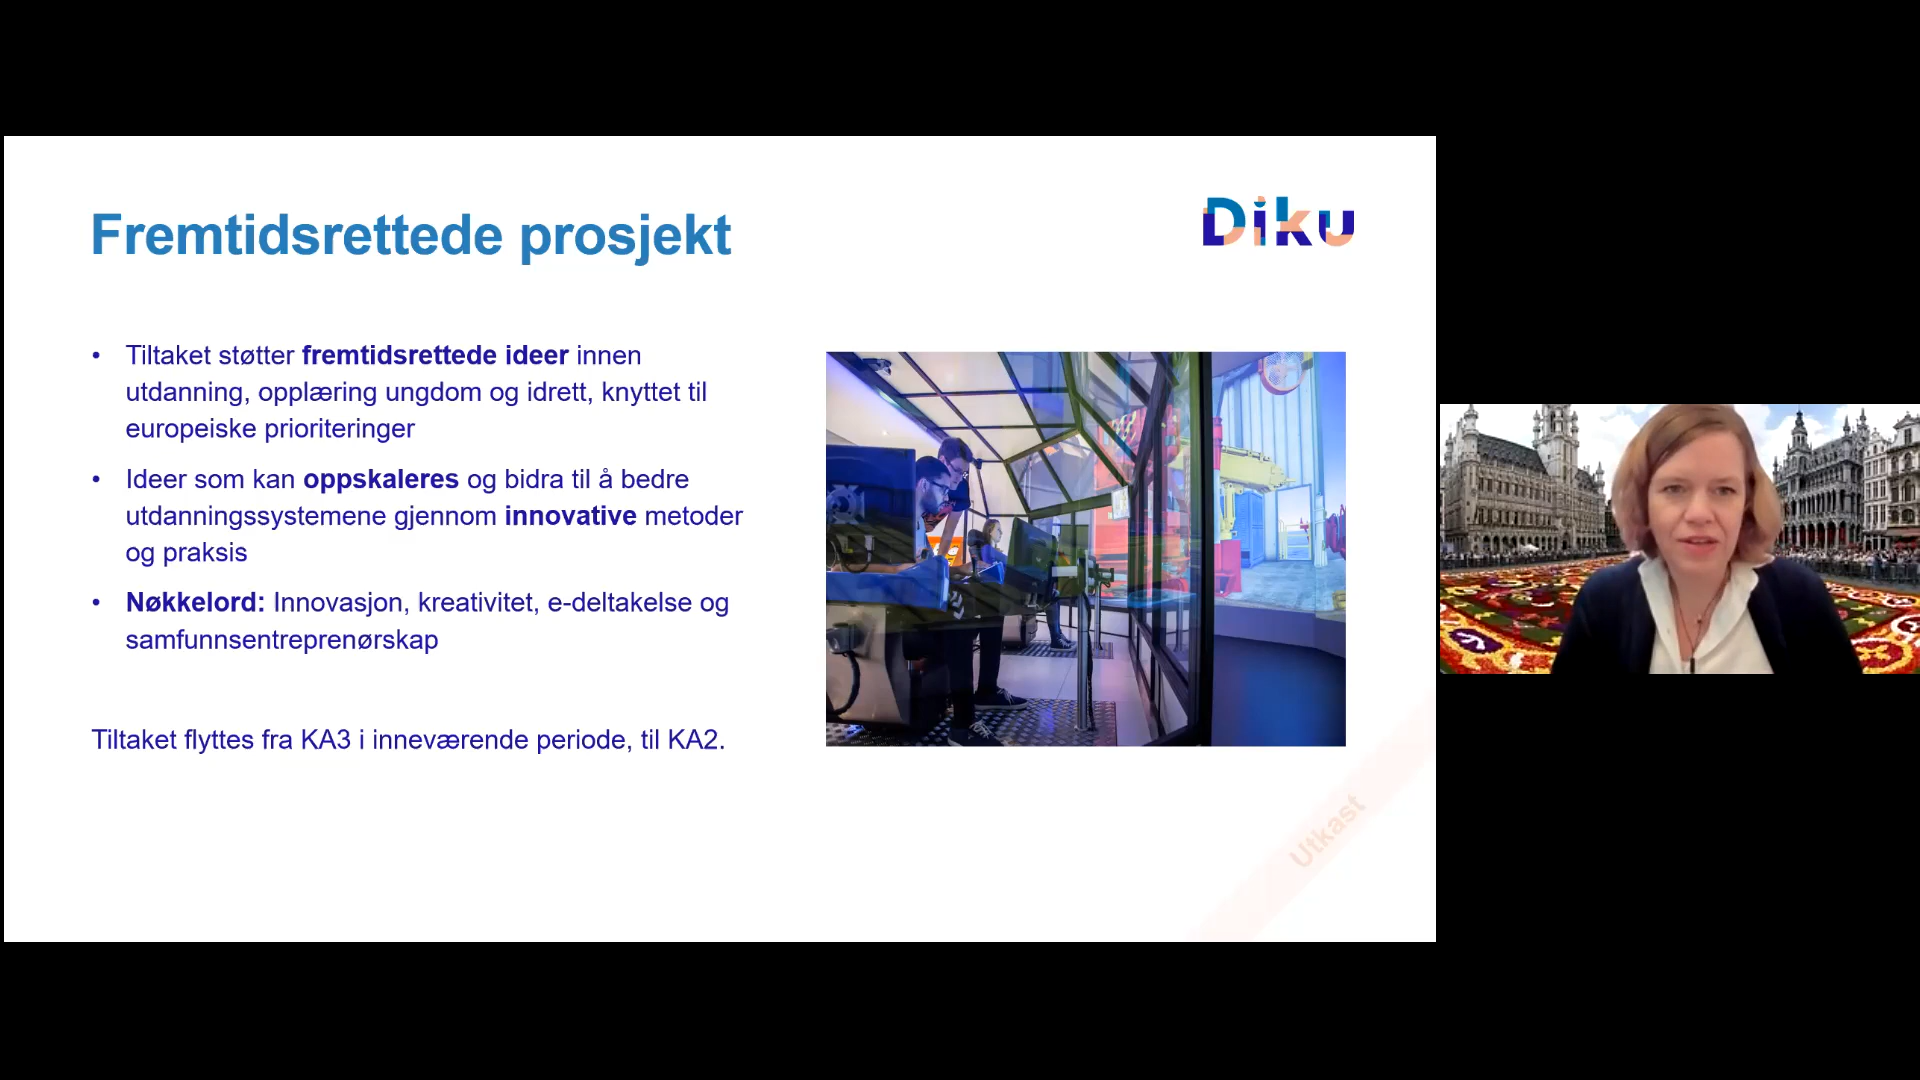 Fremtidsrettede prosjekt
Diku
• Tiltaket støtter fremtidsrettede ideer innen
utdanning, opplæring ungdom og idrett, knyttet til
europeiske prioriteringer
• Ideer som kan oppskaleres og bidra til å bedre
utdanningssystemene gjennom innovative metoder
og praksis
• Nøkkelord: Innovasjon, kreativitet, e-deltakelse og
samfunnsentreprenørskap
Tiltaket flyttes fra KA3 i inneværende periode, til KA2.
Utkast